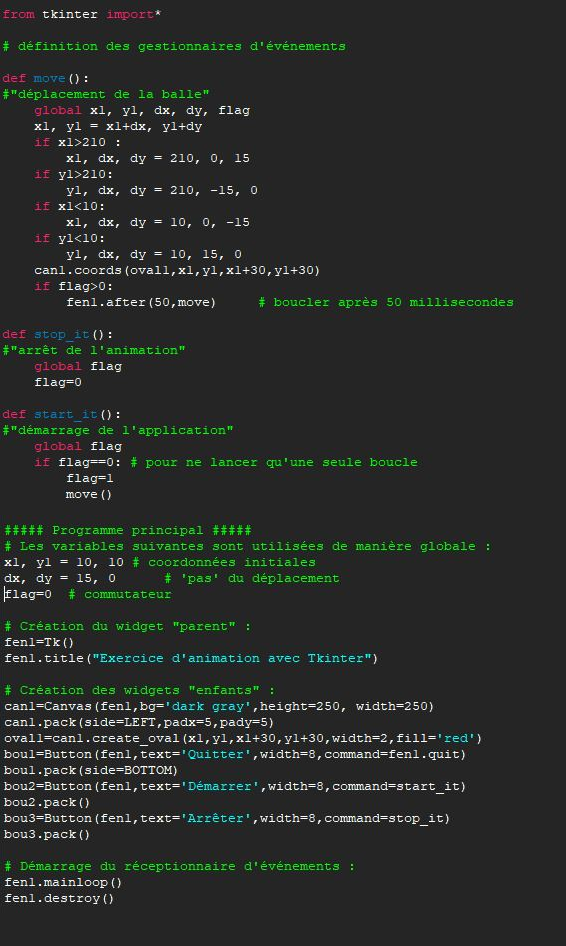 from tkinter import*
# définition des gestionnaires d'événements
def move():
#"déplacement de la balle"
    global x1, y1, dx, dy, flag
    x1, y1 = x1+dx, y1+dy
    if x1>210 :
        x1, dx, dy = 210, 0, 15
    if y1>210:
        y1, dx, dy = 210, -15, 0
    if x1<10:
        x1, dx, dy = 10, 0, -15
    if y1<10:
        y1, dx, dy = 10, 15, 0
    can1.coords(oval1,x1,y1,x1+30,y1+30)
    if flag>0:
        fen1.after(50,move)     # boucler après 50 millisecondes
def stop_it():
#"arrêt de l'animation"
    global flag
    flag=0
def start_it():
#"démarrage de l'application"
    global flag
    if flag==0: # pour ne lancer qu'une seule boucle
        flag=1
        move()
##### Programme principal #####
# Les variables suivantes sont utilisées de manière globale :
x1, y1 = 10, 10 # coordonnées initiales
dx, dy = 15, 0      # 'pas' du déplacement
flag=0  # commutateur
# Création du widget "parent" :
fen1=Tk()
fen1.title("Exercice d'animation avec Tkinter")
# Création des widgets "enfants" :
can1=Canvas(fen1,bg='dark gray',height=250, width=250)
can1.pack(side=LEFT,padx=5,pady=5)
oval1=can1.create_oval(x1,y1,x1+30,y1+30,width=2,fill='red')
bou1=Button(fen1,text='Quitter',width=8,command=fen1.quit)
bou1.pack(side=BOTTOM)
bou2=Button(fen1,text='Démarrer',width=8,command=start_it)
bou2.pack()
bou3=Button(fen1,text='Arrêter',width=8,command=stop_it)
bou3.pack()
# Démarrage du réceptionnaire d'événements :
fen1.mainloop()
fen1.destroy()